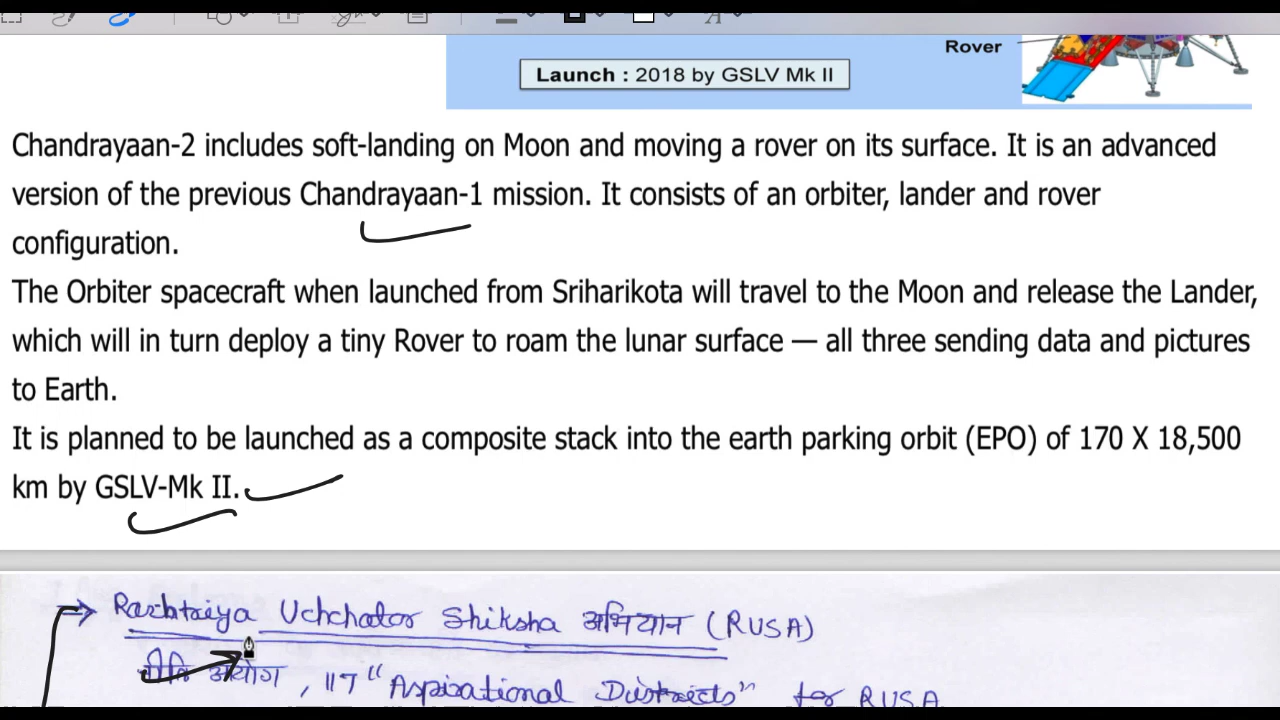 Rover
Launch : 2018 by GSLV Mk II
Chandrayaan-2 includes soft-landing on Moon and moving a rover on its surface. It is an advanced
version of the previous Chandrayaan-1 mission. It consists of an orbiter, lander and rover
configuration.
The Orbiter spacecraft when launched from Sriharikota will travel to the Moon and release the Lander,
which will in turn deploy a tiny Rover to roam the lunar surface — all three sending data and pictures
to Earth.
It is planned to be launched as a composite stack into the earth parking orbit (EPO) of 170 X 18,500
km by GSLV-Mk II.
⇒ Rashtriya Uchchator Shiksha अभियान (RUSA)
नीति आयोग, 117 "Aspirational Districts" for RUSA